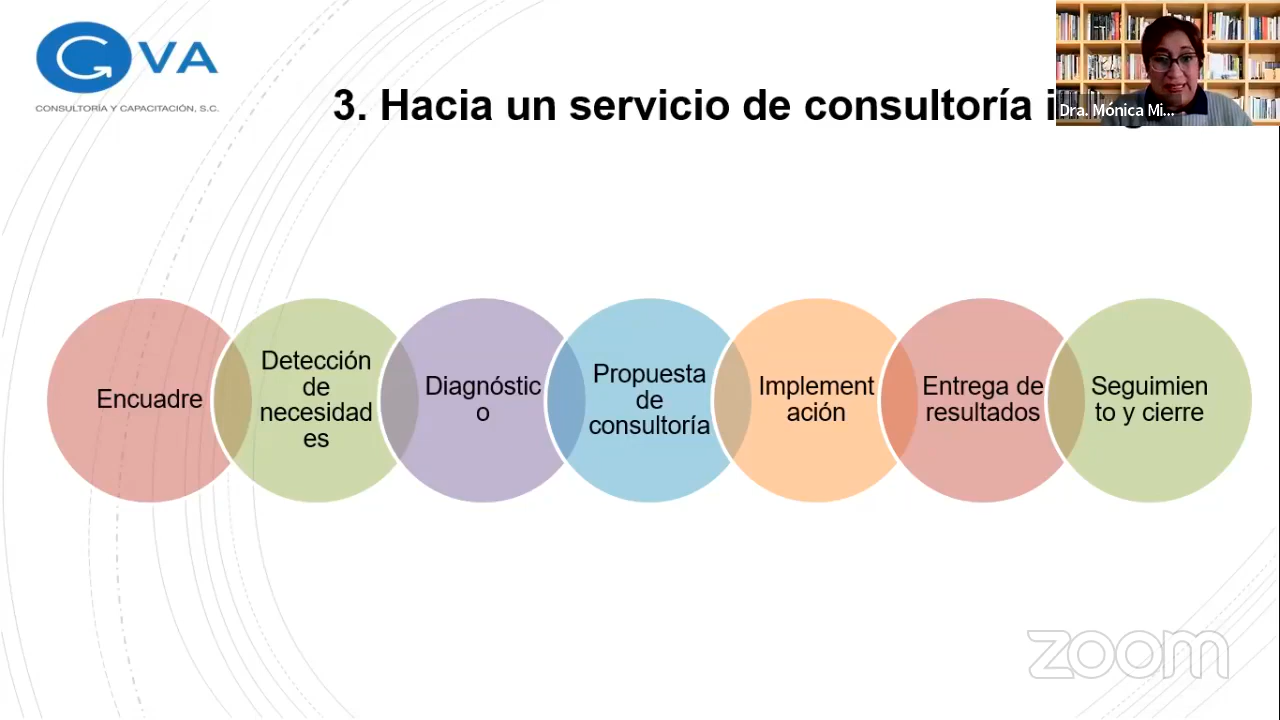 GVA
CONSULTORÍA Y CAPACITACIÓN, S.C.
3. Hacia un servicio de consultoría
Dra. Mónica Mi...
Encuadre
Detección
de
necesidad
es
Diagnóstic
o
Propuesta
de
consultoría
Implement
ación
Entrega de
resultados
Seguimien
to y cierre
zoom